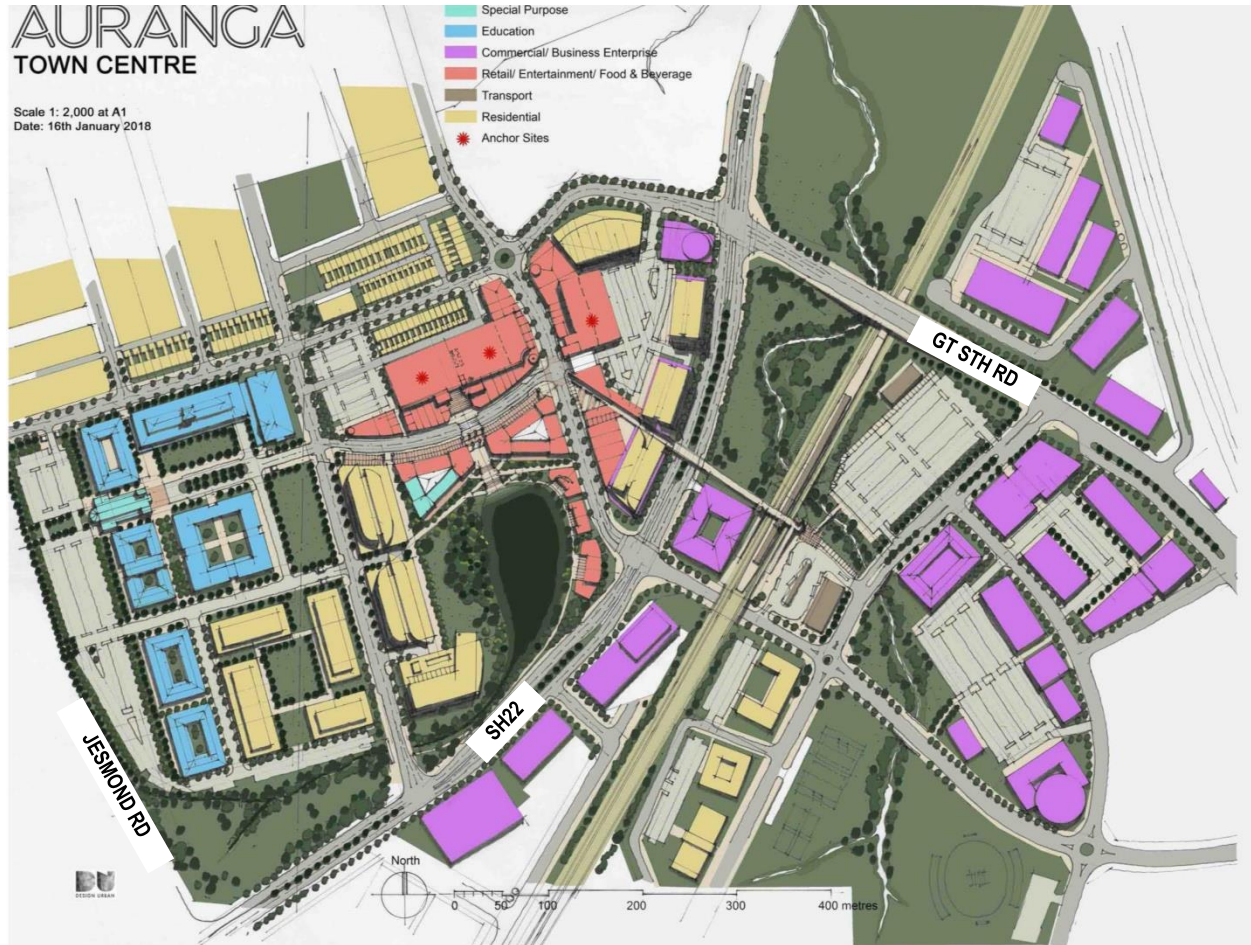 AURANGA
TOWN CENTRE
Scale 1: 2,000 at A1
Date: 16th January 2018
Special Purpose
Education
Commercial/ Business Enterprise
Retail/ Entertainment/ Food & Beverage
Transport
Residential
Anchor Sites
GT STH RD
SH22
JESMOND RD
DU
DESIGN URBAN
North
0 50 100 200 300 400 metres